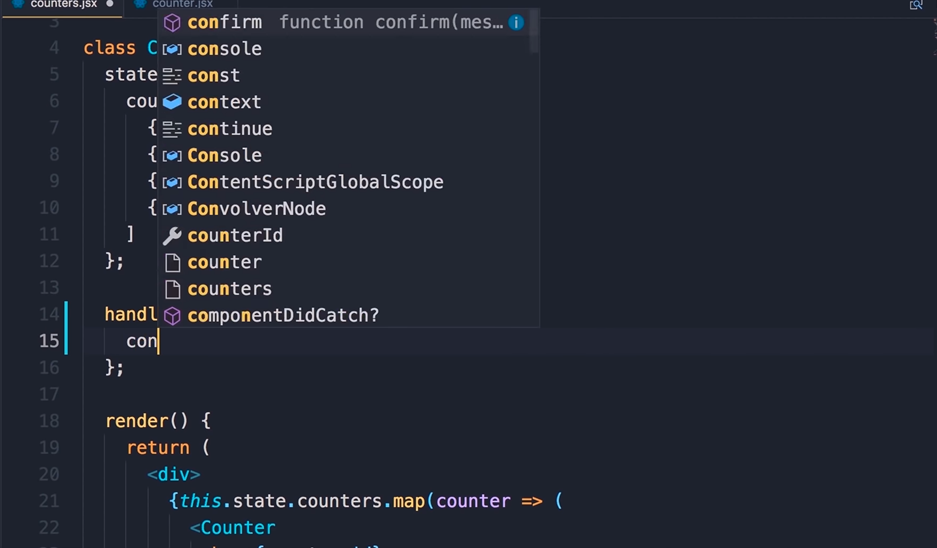 counters.jsx counter.jsx
3
4 class C
5 state
6 cou
7 {
8 {
9 {
10 {
11 ]
12 };
13
14 handl
15 con
16 };
17
18 render() {
19 return (
20 <div>
21 {this.state.counters.map(counter => (
22 <Counter
confirm function confirm(mes...
console
const
context
continue
Console
ContentScriptGlobalScope
ConvolverNode
counterId
counter
counters
componentDidCatch?